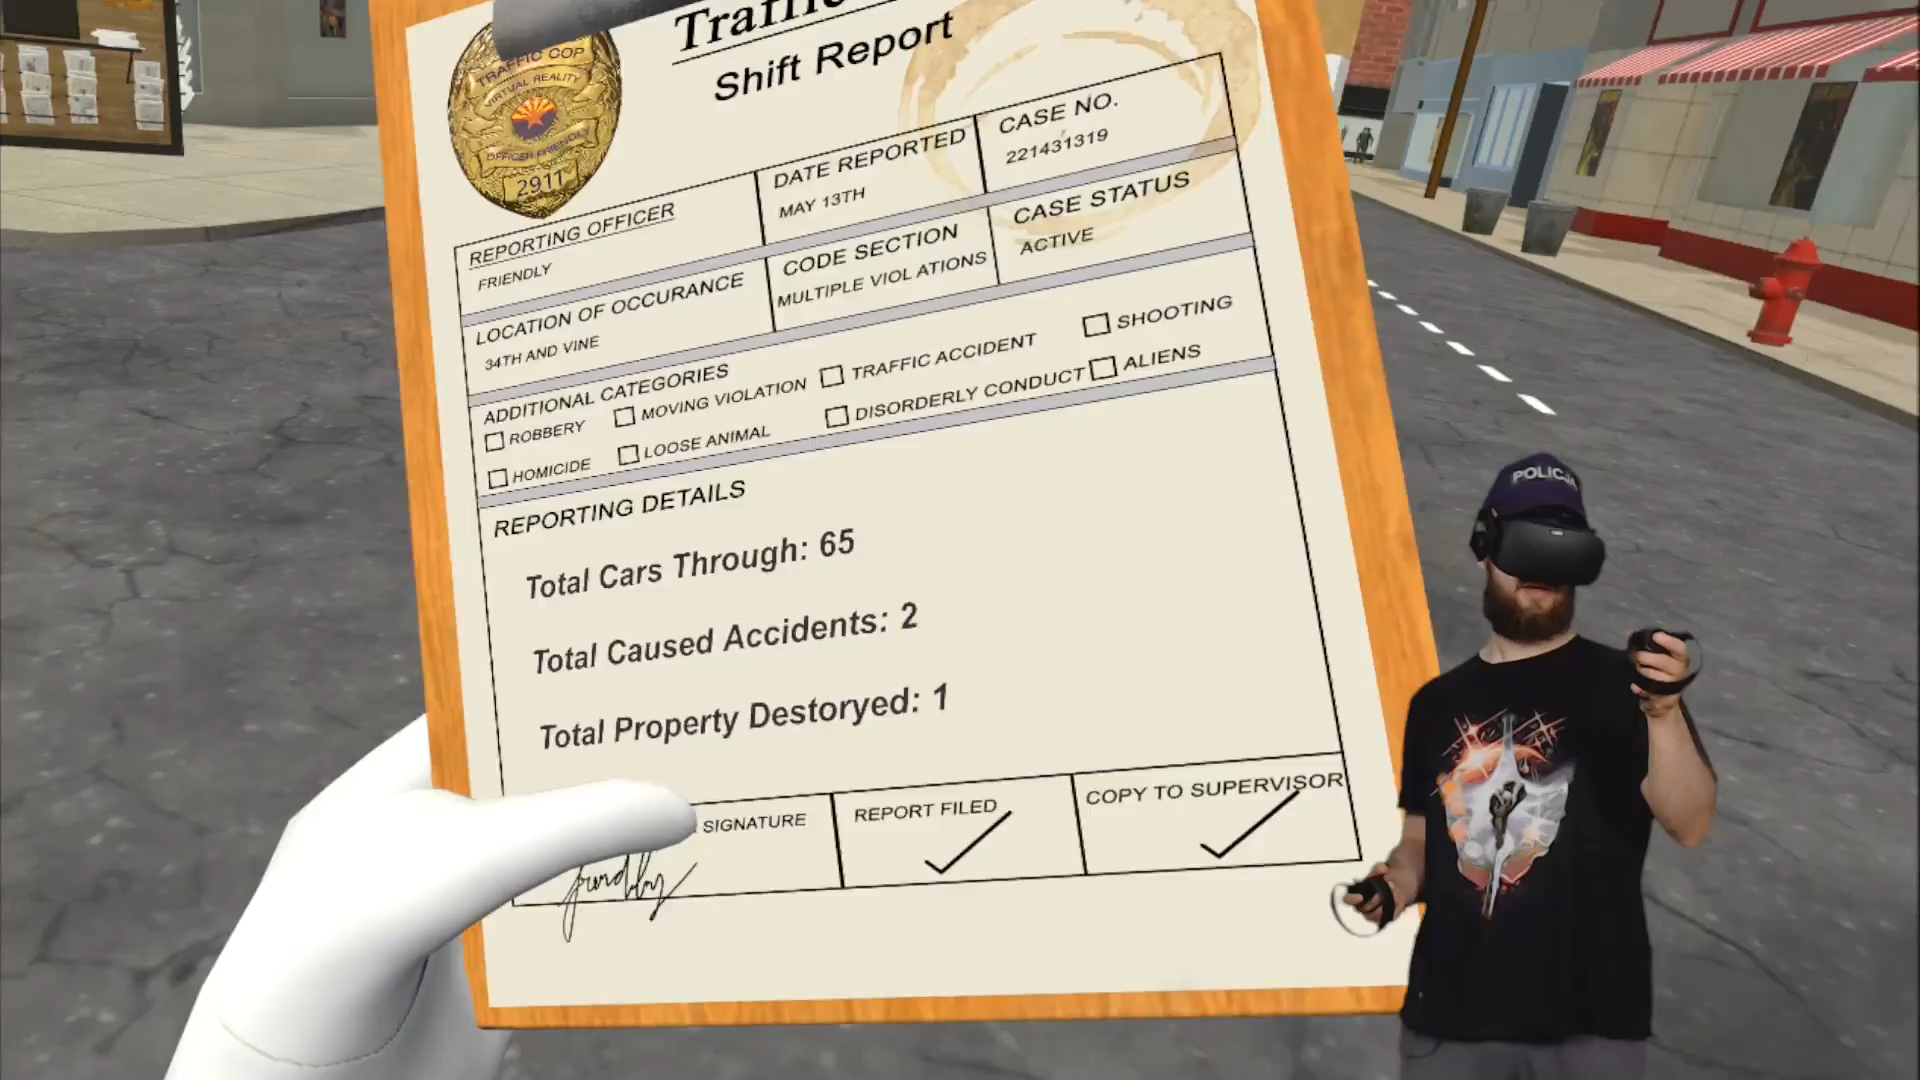 Traffic
Shift Report
TRAFFIC COP
VIRTUAL REALITY
OFFICER FRIENDLY
2911
REPORTING OFFICER
FRIENDLY
DATE REPORTED
MAY 13TH
CASE NO.
221431319
LOCATION OF OCCURANCE
34TH AND VINE
CODE SECTION
MULTIPLE VIOLATIONS
CASE STATUS
ACTIVE
ADDITIONAL CATEGORIES
ROBBERY
MOVING VIOLATION
TRAFFIC ACCIDENT
SHOOTING
HOMICIDE
LOOSE ANIMAL
DISORDERLY CONDUCT
ALIENS
REPORTING DETAILS
Total Cars Through: 65
Total Caused Accidents: 2
Total Property Destoryed: 1
SIGNATURE
REPORT FILED
COPY TO SUPERVISOR
POLICJA